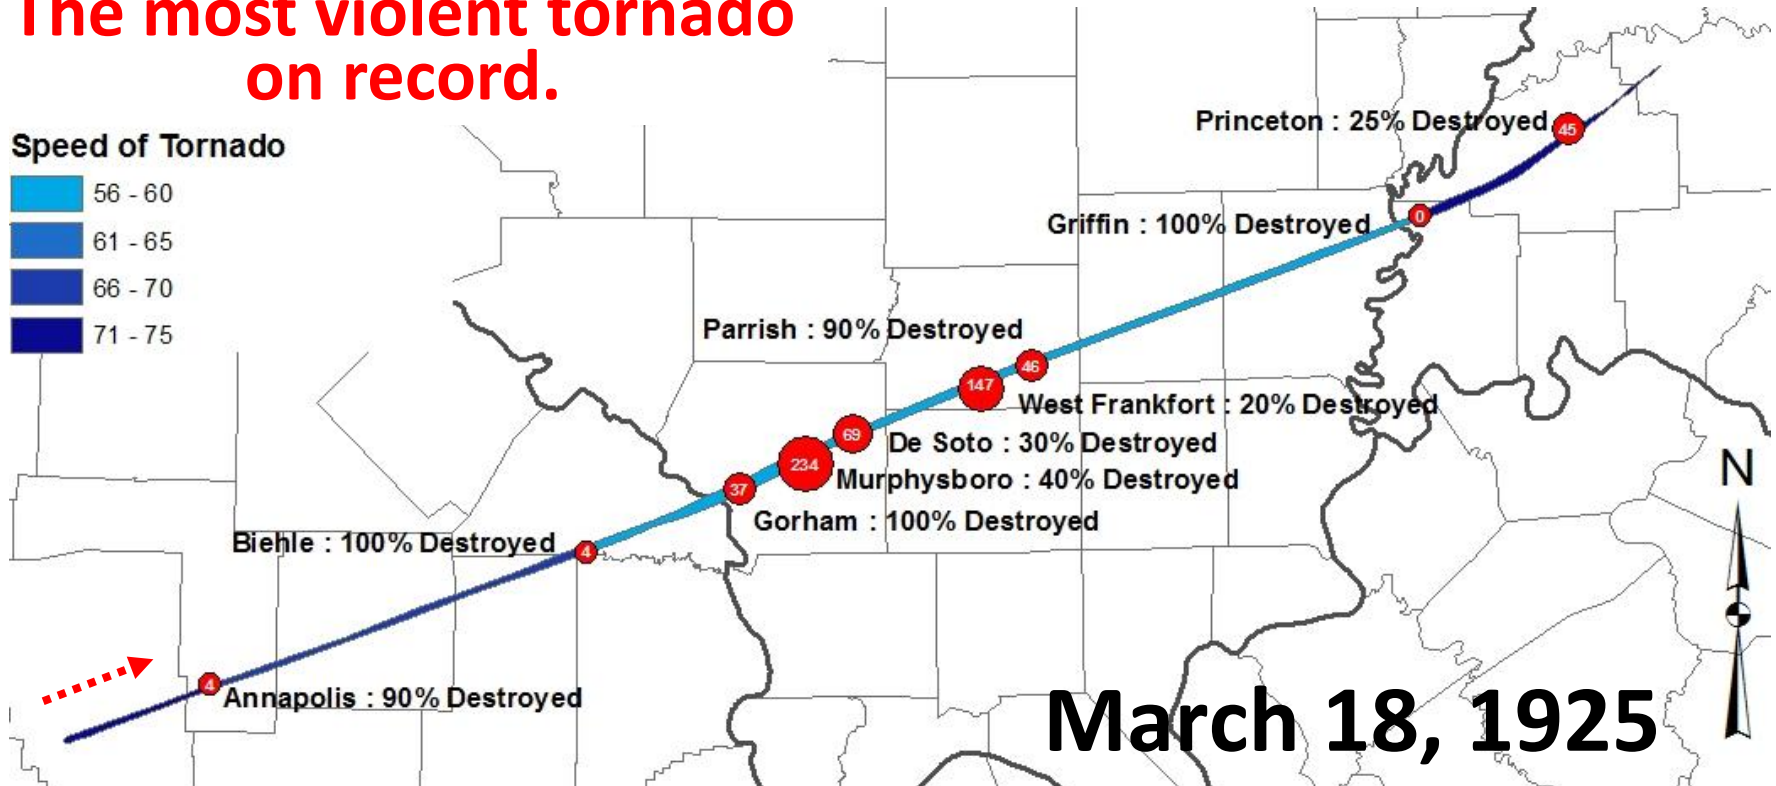 The most violent tornado
on record.
Speed of Tornado
56 - 60
61 - 65
66 - 70
71 - 75
Princeton : 25% Destroyed
45
Griffin : 100% Destroyed
0
Parrish : 90% Destroyed
46
147
West Frankfort : 20% Destroyed
69
De Soto : 30% Destroyed
234
Murphysboro : 40% Destroyed
37
Gorham : 100% Destroyed
Biehle : 100% Destroyed
4
4
Annapolis : 90% Destroyed
N
March 18, 1925